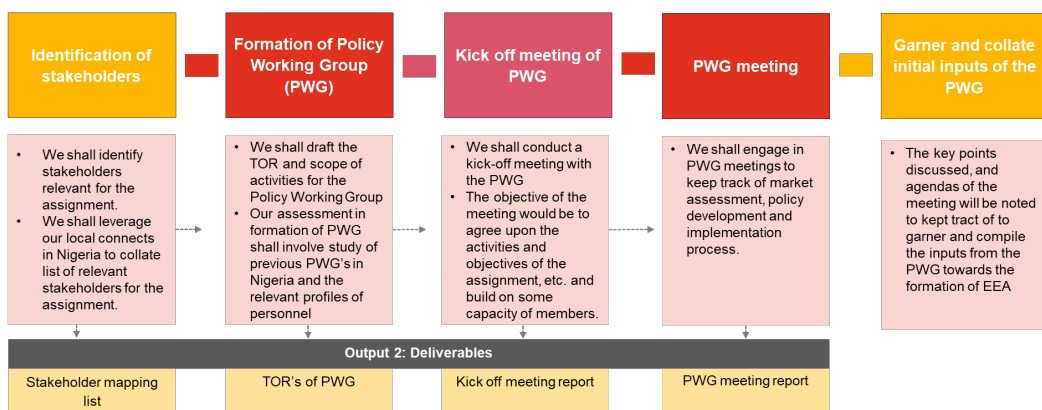 Identification of
stakeholders
Formation of Policy
Working Group
(PWG)
Kick off meeting of
PWG
PWG meeting
Garner and collate
initial inputs of the
PWG
• We shall identify
stakeholders
relevant for the
assignment.
• We shall leverage
our local connects
in Nigeria to collate
list of relevant
stakeholders for the
assignment.
• We shall draft the
TOR and scope of
activities for the
Policy Working Group
• Our assessment in
formation of PWG
shall involve study of
previous PWG's in
Nigeria and the
relevant profiles of
personnel
• We shall conduct a
kick-off meeting with
the PWG
• The objective of the
meeting would be to
agree upon the
activities and
objectives of the
assignment, etc. and
build on some
capacity of members.
• We shall engage in
PWG meetings to
keep track of market
assessment, policy
development and
implementation
process.
• The key points
discussed, and
agendas of the
meeting will be noted
to kept tract of to
garner and compile
the inputs from the
PWG towards the
formation of EEA
Output 2: Deliverables
Stakeholder mapping
list
TOR's of PWG
Kick off meeting report
PWG meeting report